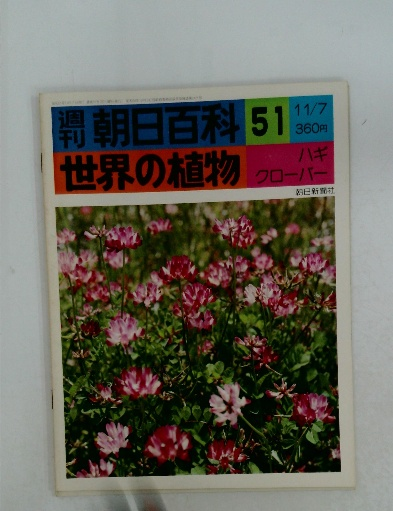 週刊 朝日百科 51 11/7 360円
世界の植物 ハギ クローバー
朝日新聞社